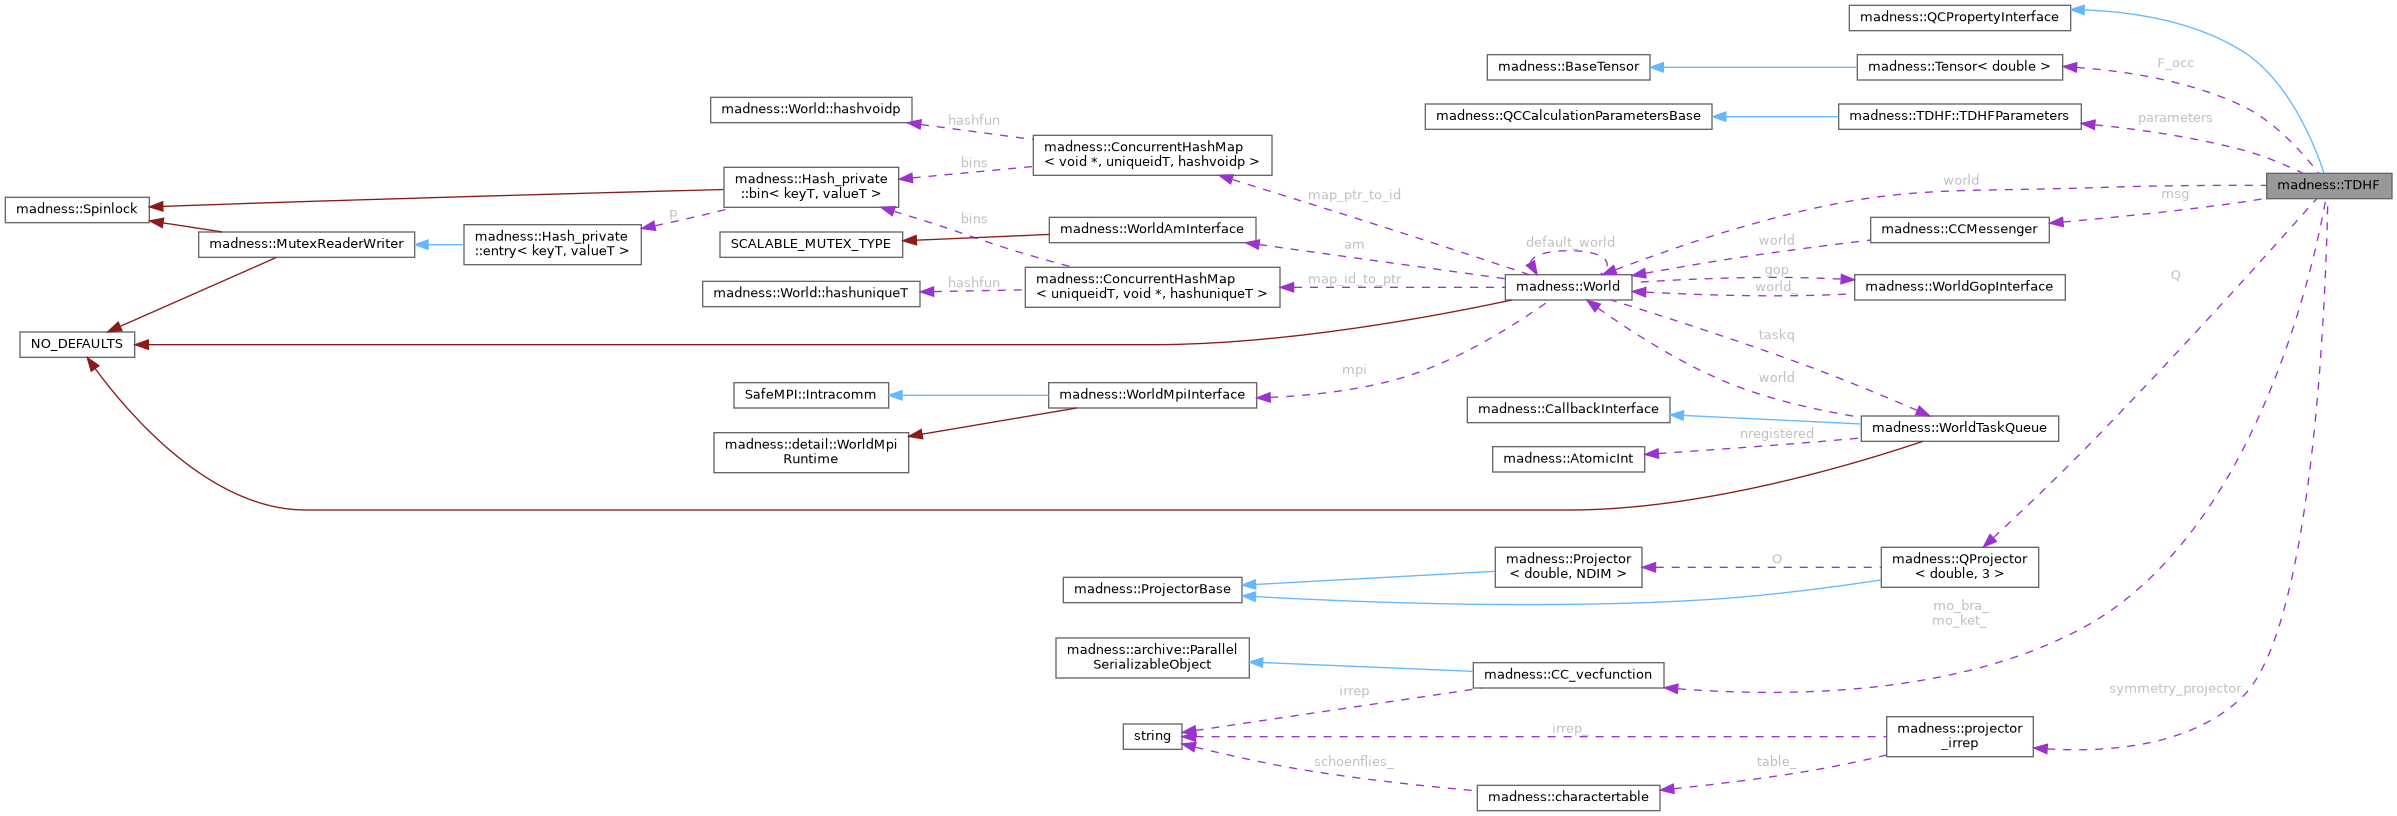 madness::QCPropertyInterface
madness::BaseTensor
madness::Tensor< double >
F_occ
madness::World::hashvoidp
hashfun
madness::QCCalculationParametersBase
madness::TDHF::TDHFParameters
parameters
madness::ConcurrentHashMap
< void *, uniqueidT, hashvoidp >
madness::Hash_private
::bin< keyT, valueT >
bins
map_ptr_to_id
world
madness::TDHF
msg
madness::Spinlock
p
bins
madness::MutexReaderWriter
madness::Hash_private
::entry< keyT, valueT >
SCALABLE_MUTEX_TYPE
madness::WorldAmInterface
am
default_world
world
madness::CCMessenger
madness::World::hashuniqueT
hashfun
madness::ConcurrentHashMap
< uniqueidT, void *, hashuniqueT >
map_id_to_ptr
madness::World
gop
world_
madness::WorldGopInterface
Q
NO_DEFAULTS
taskq
mpi
world
SafeMPI::Intracomm
madness::WorldMpiInterface
madness::CallbackInterface
madness::WorldTaskQueue
nregistered
madness::detail::WorldMpi
Runtime
madness::AtomicInt
madness::ProjectorBase
madness::Projector
< double, NDIM >
O
madness::QProjector
< double, 3 >
mo_bra_
mo_ket_
madness::archive::Parallel
SerializableObject
madness::CC_vecfunction
irrep
symmetry_projector
string
irrep_
madness::projector
_irrep
schoenflies_
table_
madness::charactertable